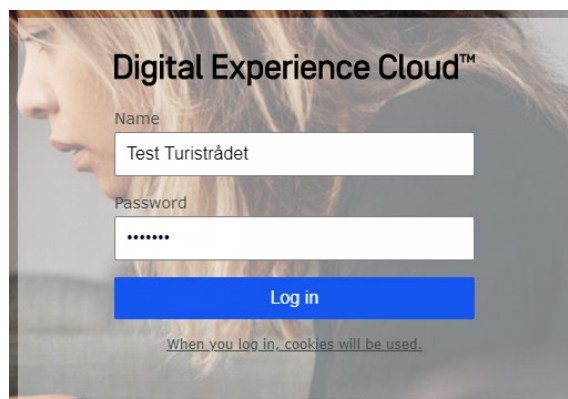 Digital Experience Cloud™
Name
Test Turistrådet
Password
•••••••
Log in
When you log in, cookies will be used.